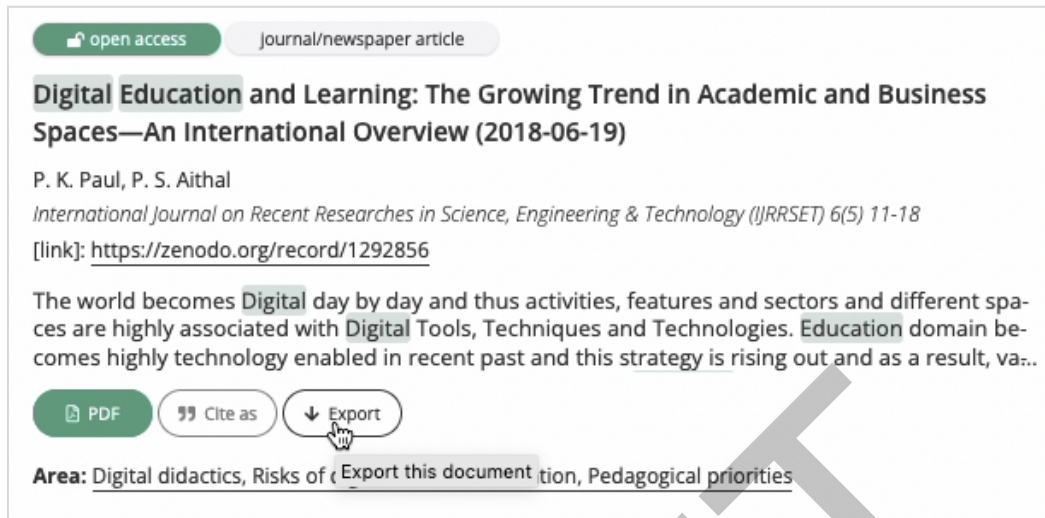 open access journal/newspaper article
Digital Education and Learning: The Growing Trend in Academic and Business
Spaces—An International Overview (2018-06-19)
P. K. Paul, P. S. Aithal
International Journal on Recent Researches in Science, Engineering & Technology (IJRRSET) 6(5) 11-18
[link]: https://zenodo.org/record/1292856
The world becomes Digital day by day and thus activities, features and sectors and different spa-
ces are highly associated with Digital Tools, Techniques and Technologies. Education domain be-
comes highly technology enabled in recent past and this strategy is rising out and as a result, va...
PDF Cite as Export
Area: Digital didactics, Risks of Export this document tion, Pedagogical priorities